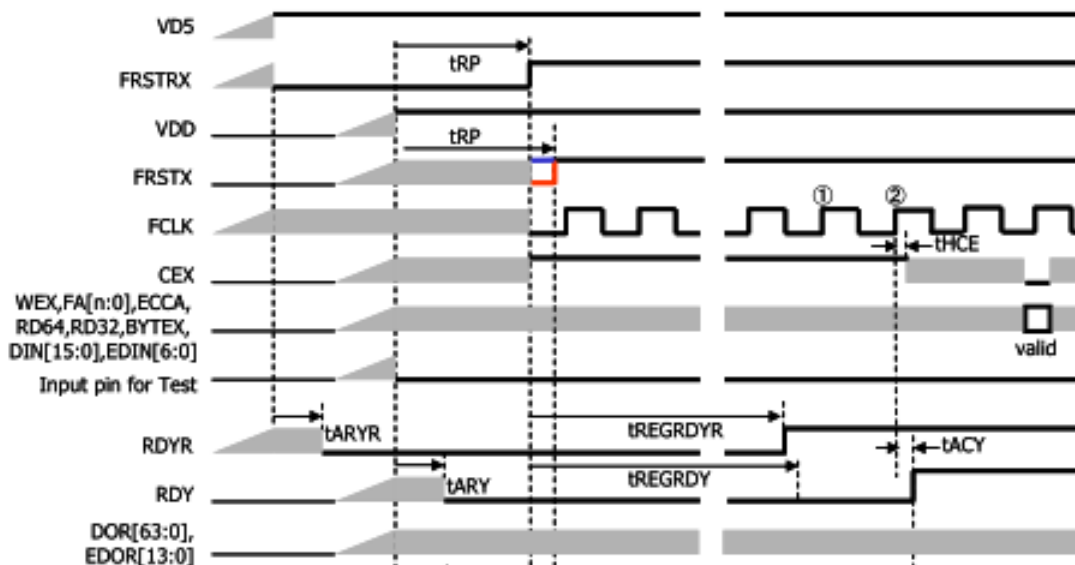 VD5
tRP
FRSTRX
VDD
tRP
FRSTX
① ②
FCLK
tHCE
CEX
WEX,FA[n:0],ECCA,
RD64,RD32,BYTEX,
DIN[15:0],EDIN[6:0]
valid
Input pin for Test
tARYR
tREGRDYR
RDYR
tACY
tARY
tREGRDY
RDY
DOR[63:0],
EDOR[13:0]